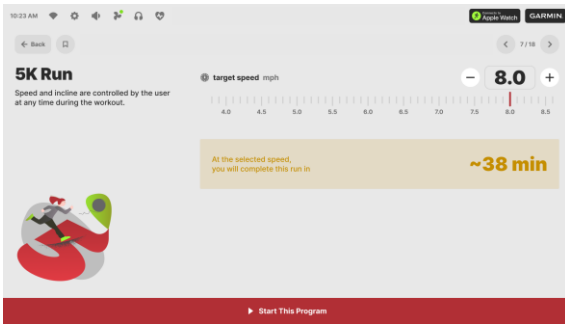 10:23 AM
Connects to
Apple Watch
GARMIN
Back
7/18
5K Run
Speed and incline are controlled by the user
at any time during the workout.
target speed mph
8.0
4.0 4.5 5.0 5.5 6.0 6.5 7.0 7.5 8.0 8.5
At the selected speed,
you will complete this run in
~38 min
Start This Program